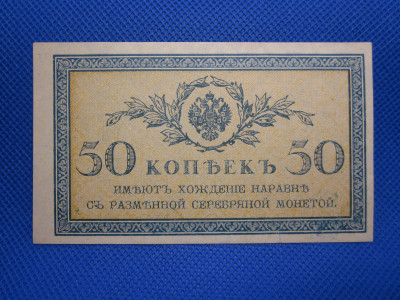 50 КОПѢЕКЪ 50
ИМѢЮТЪ ХОЖДЕНІЕ НАРАВНѢ
СЪ РАЗМѢННОЙ СЕРЕБРЯНОЙ МОНЕТОЙ.